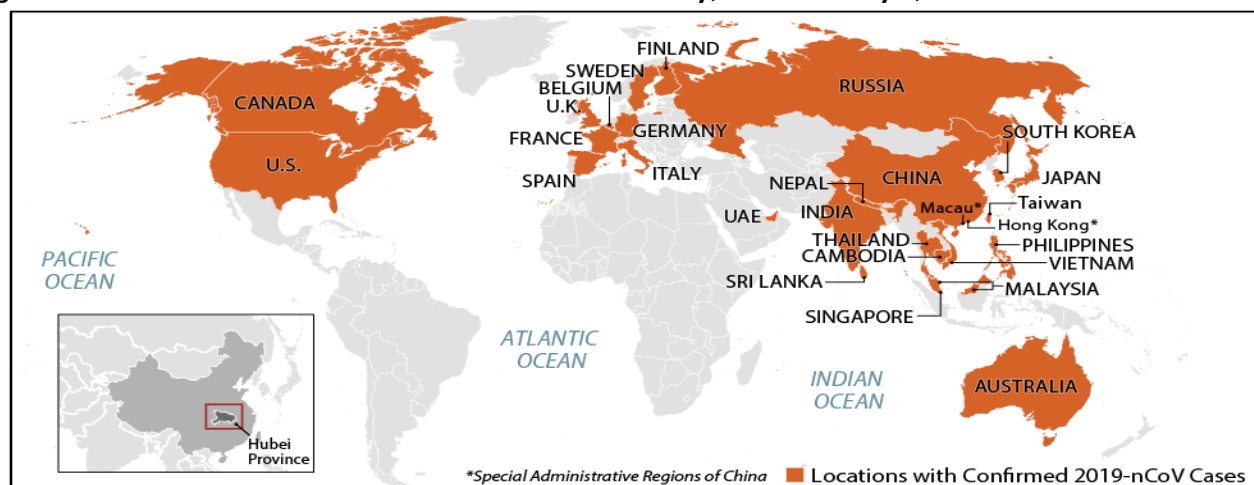 FINLAND
SWEDEN
BELGIUM
U.K.
RUSSIA
CANADA
SOUTH KOREA
FRANCE
GERMANY
U.S.
ITALY
SPAIN
NEPAL
CHINA
JAPAN
Macau*
Taiwan
UAE
INDIA
Hong Kong*
THAILAND
PHILIPPINES
CAMBODIA
VIETNAM
PACIFIC
OCEAN
SRI LANKA
MALAYSIA
SINGAPORE
ATLANTIC
OCEAN
INDIAN
OCEAN
AUSTRALIA
Hubei
Province
*Special Administrative Regions of China
Locations with Confirmed 2019-nCoV Cases